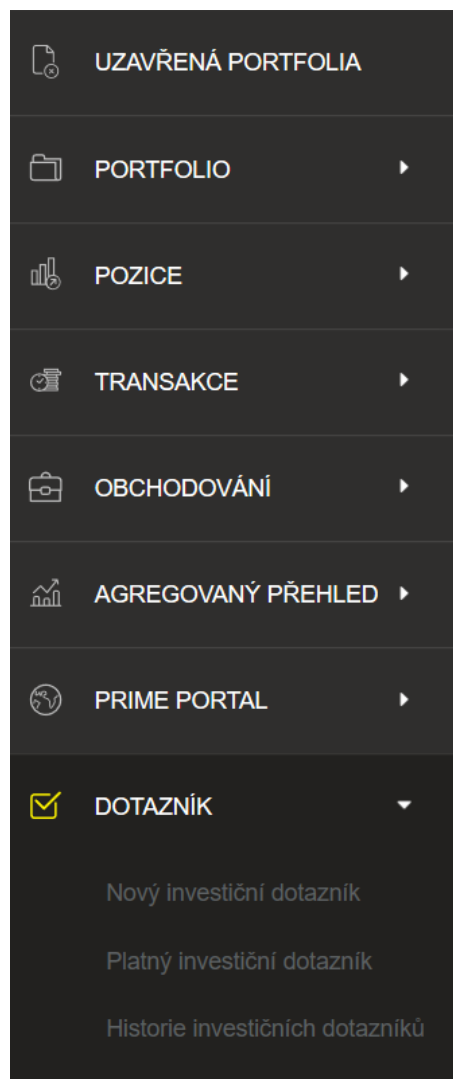 UZAVŘENÁ PORTFOLIA
PORTFOLIO
POZICE
TRANSAKCE
OBCHODOVÁNÍ
AGREGOVANÝ PŘEHLED
PRIME PORTAL
DOTAZNÍK
Nový investiční dotazník
Platný investiční dotazník
Historie investičních dotazníků